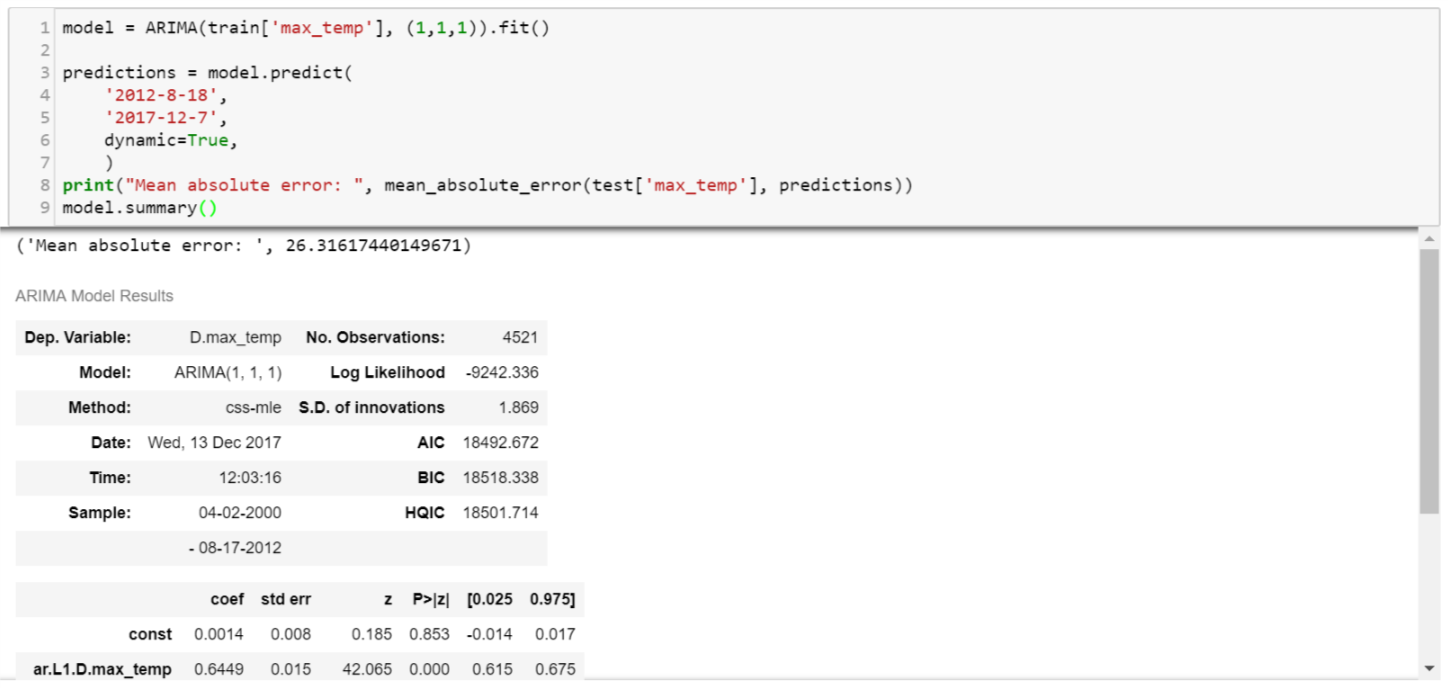 1 model = ARIMA(train['max_temp'], (1,1,1)).fit()
2
3 predictions = model.predict(
4     '2012-8-18',
5     '2017-12-7',
6     dynamic=True,
7     )
8 print("Mean absolute error: ", mean_absolute_error(test['max_temp'], predictions))
9 model.summary()
('Mean absolute error: ', 26.31617440149671)
ARIMA Model Results
Dep. Variable: D.max_temp No. Observations: 4521
Model: ARIMA(1, 1, 1) Log Likelihood -9242.336
Method: css-mle S.D. of innovations 1.869
Date: Wed, 13 Dec 2017 AIC 18492.672
Time: 12:03:16 BIC 18518.338
Sample: 04-02-2000 HQIC 18501.714
- 08-17-2012
coef std err z P>|z| [0.025 0.975]
const 0.0014 0.008 0.185 0.853 -0.014 0.017
ar.L1.D.max_temp 0.6449 0.015 42.065 0.000 0.615 0.675